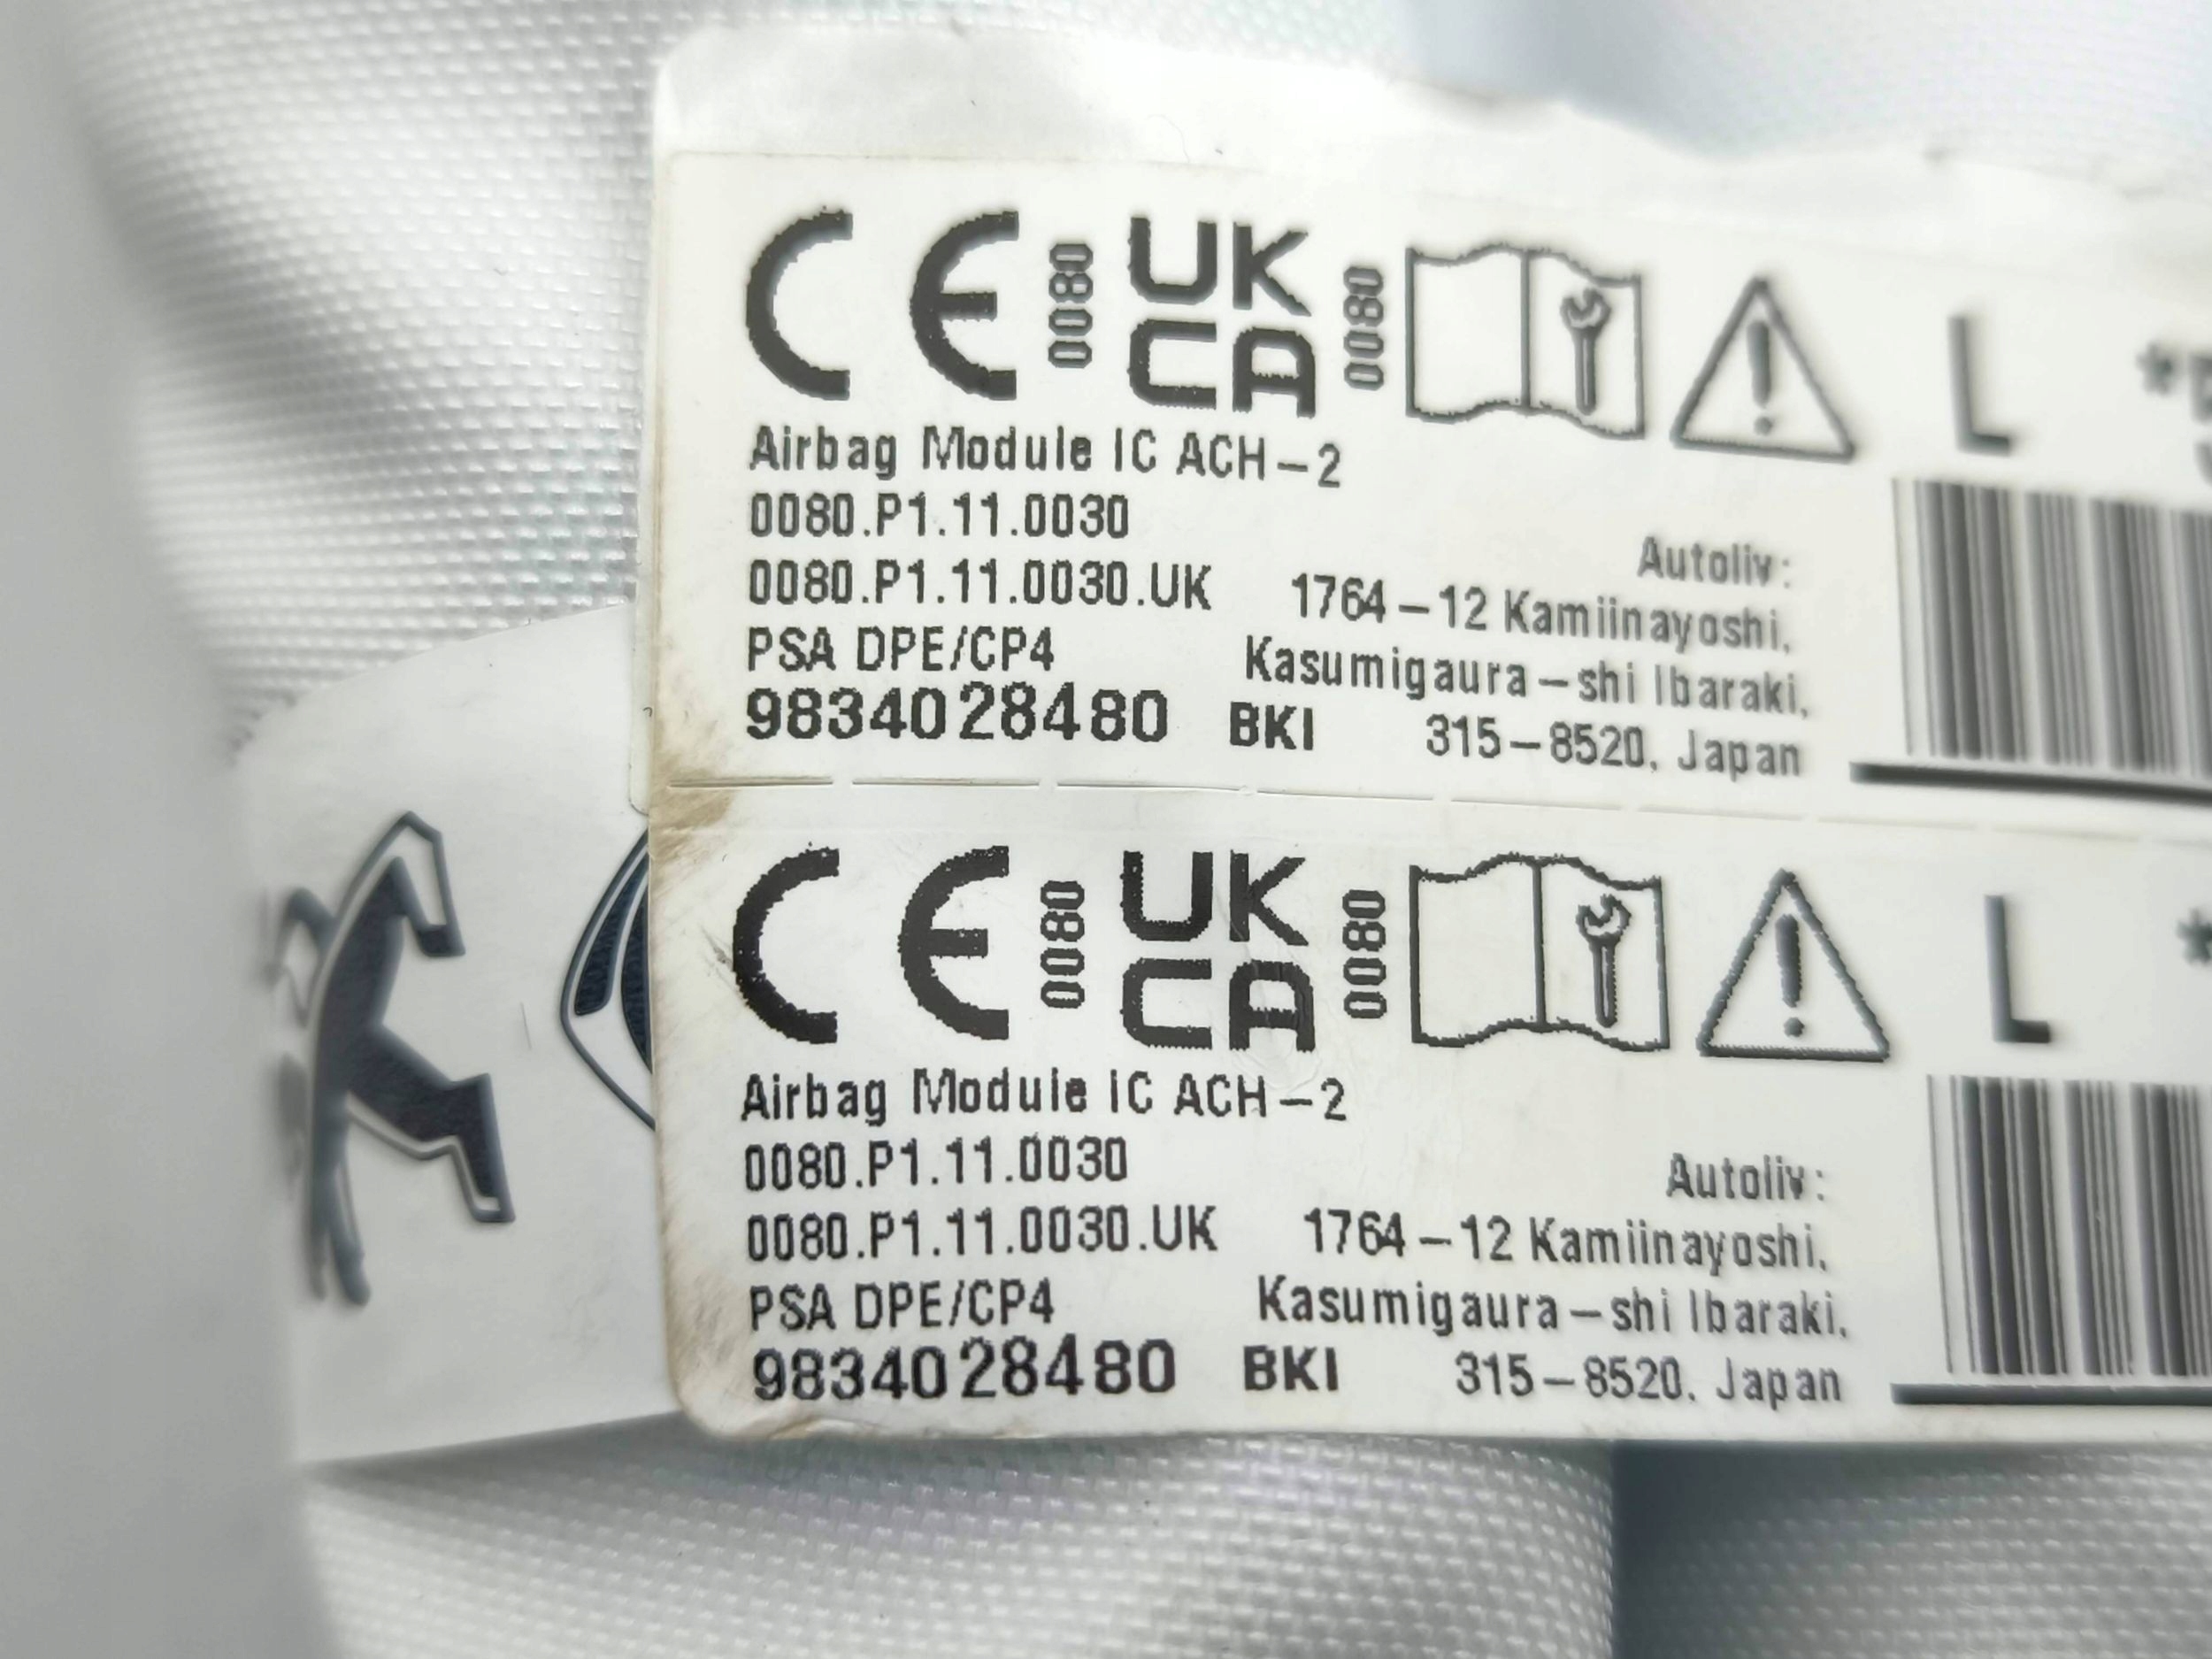 CE 0080 UK CA 0080 L
Airbag Module IC ACH-2
0080.P1.11.0030
0080.P1.11.0030.UK
PSA DPE/CP4
9834028480 BKI
Autoliv:
1764-12 Kamiinayoshi,
Kasumigaura-shi Ibaraki,
315-8520, Japan
CE 0080 UK CA 0080 L
Airbag Module IC ACH-2
0080.P1.11.0030
0080.P1.11.0030.UK
PSA DPE/CP4
9834028480 BKI
Autoliv:
1764-12 Kamiinayoshi,
Kasumigaura-shi Ibaraki,
315-8520, Japan